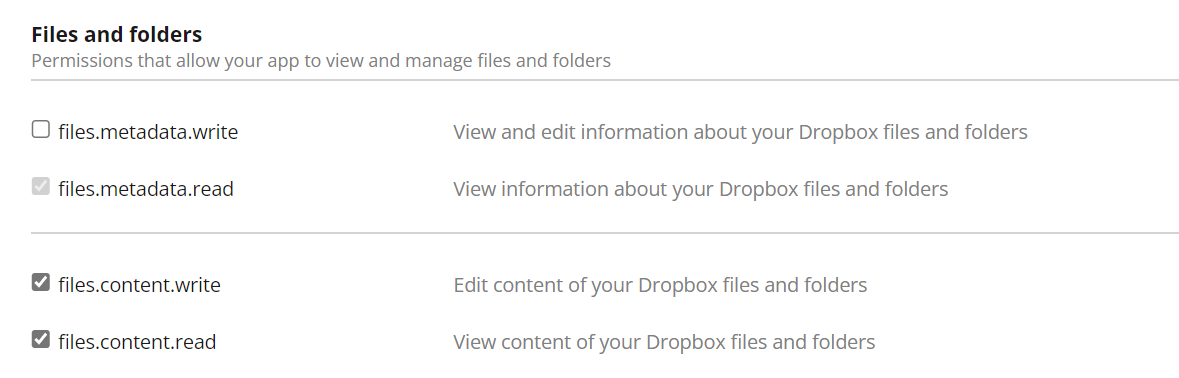 Files and folders
Permissions that allow your app to view and manage files and folders
files.metadata.write View and edit information about your Dropbox files and folders
files.metadata.read View information about your Dropbox files and folders
files.content.write Edit content of your Dropbox files and folders
files.content.read View content of your Dropbox files and folders